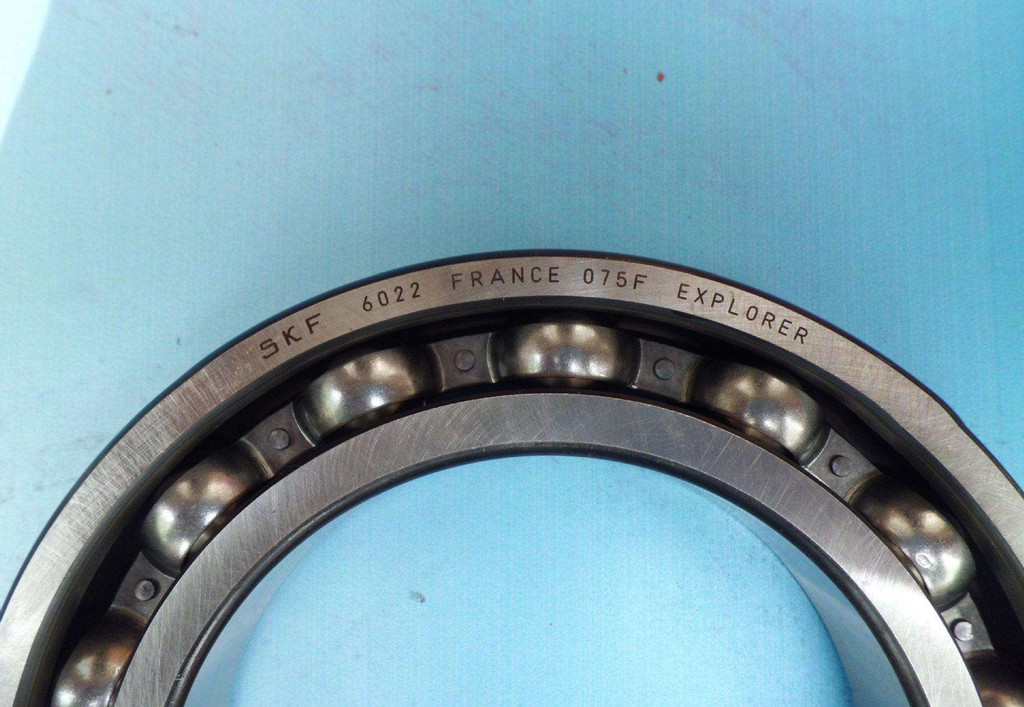 SKF 6022 FRANCE 075F EXPLORER